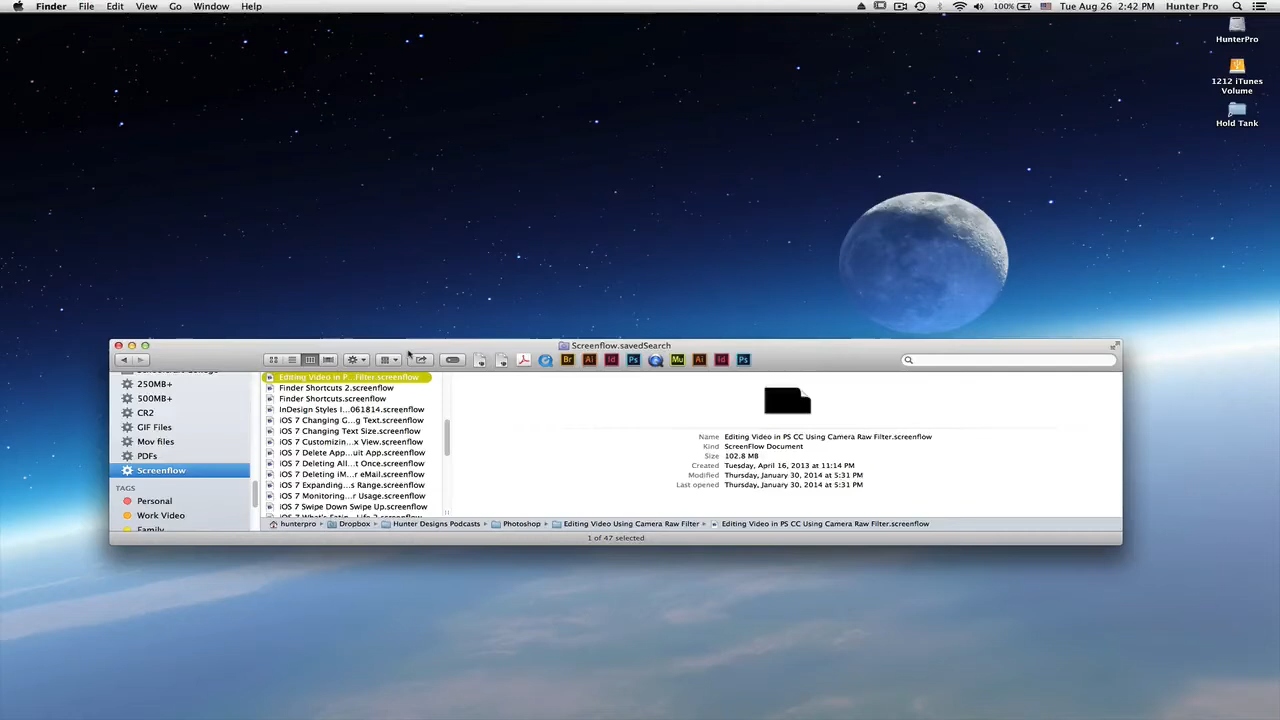 Finder File Edit View Go Window Help 100% Tue Aug 26 2:42 PM Hunter Pro
HunterPro
1212 iTunes
Volume
Hold Tank
Screenflow.savedSearch
Br Ai Id Ps Mu Ai Id Ps
250MB+
500MB+
CR2
GIF Files
Mov files
PDFs
Screenflow
TAGS
Personal
Work Video
Family
Editing Video in P... Filter.screenflow
Finder Shortcuts 2.screenflow
Finder Shortcuts.screenflow
InDesign Styles I...061814.screenflow
iOS 7 Changing G...g Text.screenflow
iOS 7 Changing Text Size.screenflow
iOS 7 Customizin...x View.screenflow
iOS 7 Delete App...uit App.screenflow
iOS 7 Deleting All...t Once.screenflow
iOS 7 Deleting iM...r eMail.screenflow
iOS 7 Expanding...s Range.screenflow
iOS 7 Monitoring...r Usage.screenflow
iOS 7 Swipe Down Swipe Up.screenflow
Name Editing Video in PS CC Using Camera Raw Filter.screenflow
Kind ScreenFlow Document
Size 102.8 MB
Created Tuesday, April 16, 2013 at 11:14 PM
Modified Thursday, January 30, 2014 at 5:31 PM
Last opened Thursday, January 30, 2014 at 5:31 PM
hunterpro Dropbox Hunter Designs Podcasts Photoshop Editing Video Using Camera Raw Filter Editing Video in PS CC Using Camera Raw Filter.screenflow
1 of 47 selected